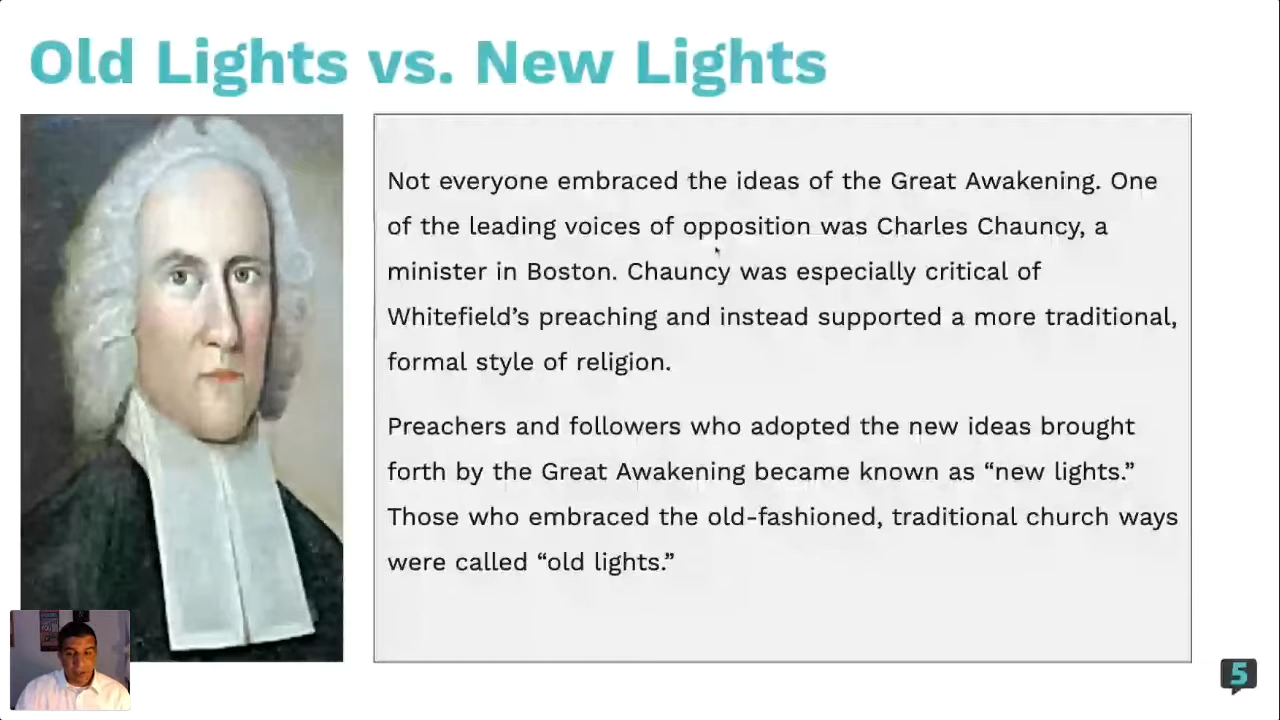 Old Lights vs. New Lights
Not everyone embraced the ideas of the Great Awakening. One
of the leading voices of opposition was Charles Chauncy, a
minister in Boston. Chauncy was especially critical of
Whitefield’s preaching and instead supported a more traditional,
formal style of religion.
Preachers and followers who adopted the new ideas brought
forth by the Great Awakening became known as “new lights.”
Those who embraced the old-fashioned, traditional church ways
were called “old lights.”
5